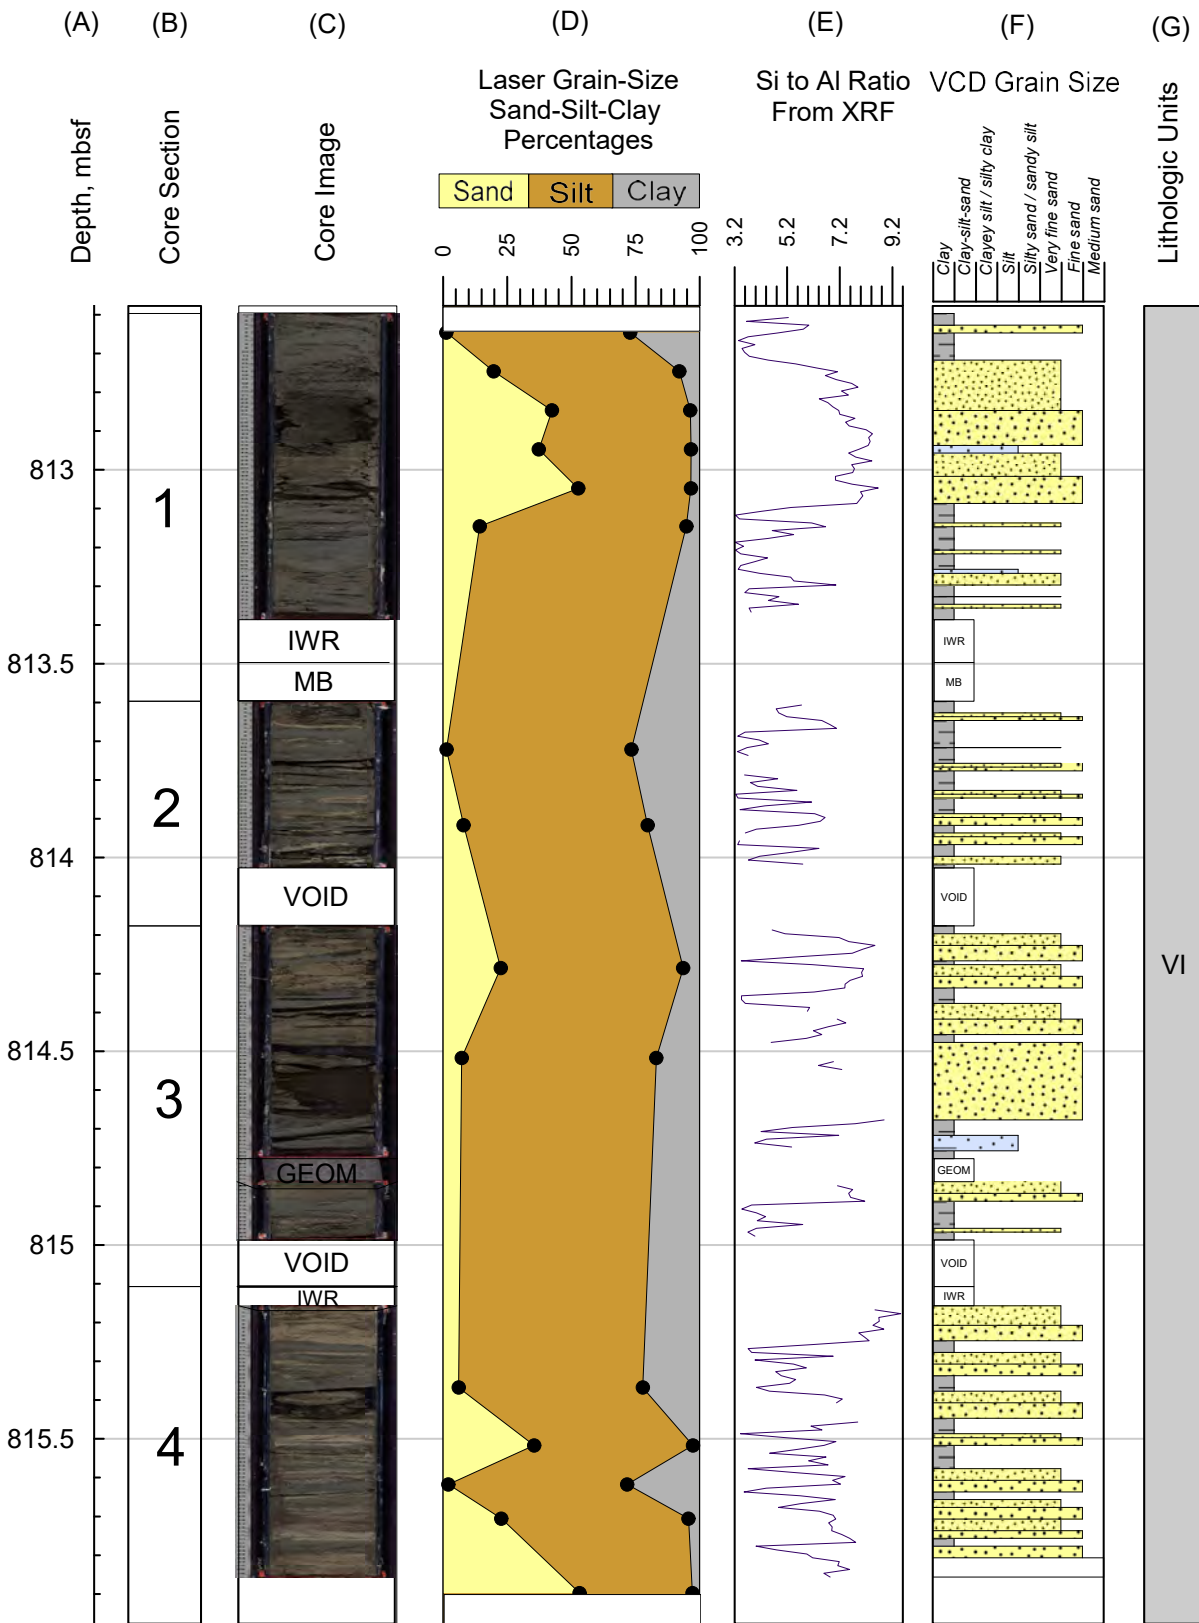 (A)
(B)
(C)
(D)
(E)
(F)
(G)
Depth, mbsf
Core Section
Core Image
Laser Grain-Size
Sand-Silt-Clay
Percentages
Si to Al Ratio
From XRF
VCD Grain Size
Lithologic Units
Sand
Silt
Clay
0
25
50
75
100
3.2
5.2
7.2
9.2
Clay
Clay-silt-sand
Clayey silt / silty clay
Silt
Silty sand / sandy silt
Very fine sand
Fine sand
Medium sand
813
1
IWR
IWR
813.5
MB
MB
2
814
VOID
VOID
VI
814.5
3
GEOM
GEOM
815
VOID
VOID
IWR
IWR
815.5
4